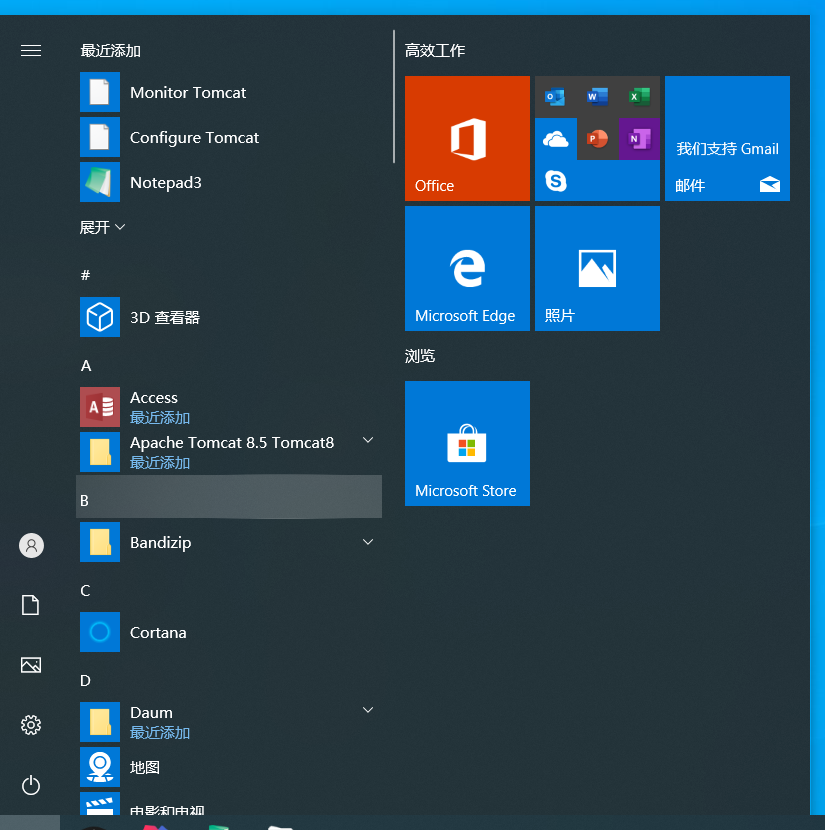 最近添加
Monitor Tomcat
Configure Tomcat
Notepad3
展开
#
3D 查看器
A
Access
最近添加
Apache Tomcat 8.5 Tomcat8
最近添加
B
Bandizip
C
Cortana
D
Daum
最近添加
地图
电影和电视
高效工作
Office
我们支持 Gmail
邮件
Microsoft Edge
照片
浏览
Microsoft Store